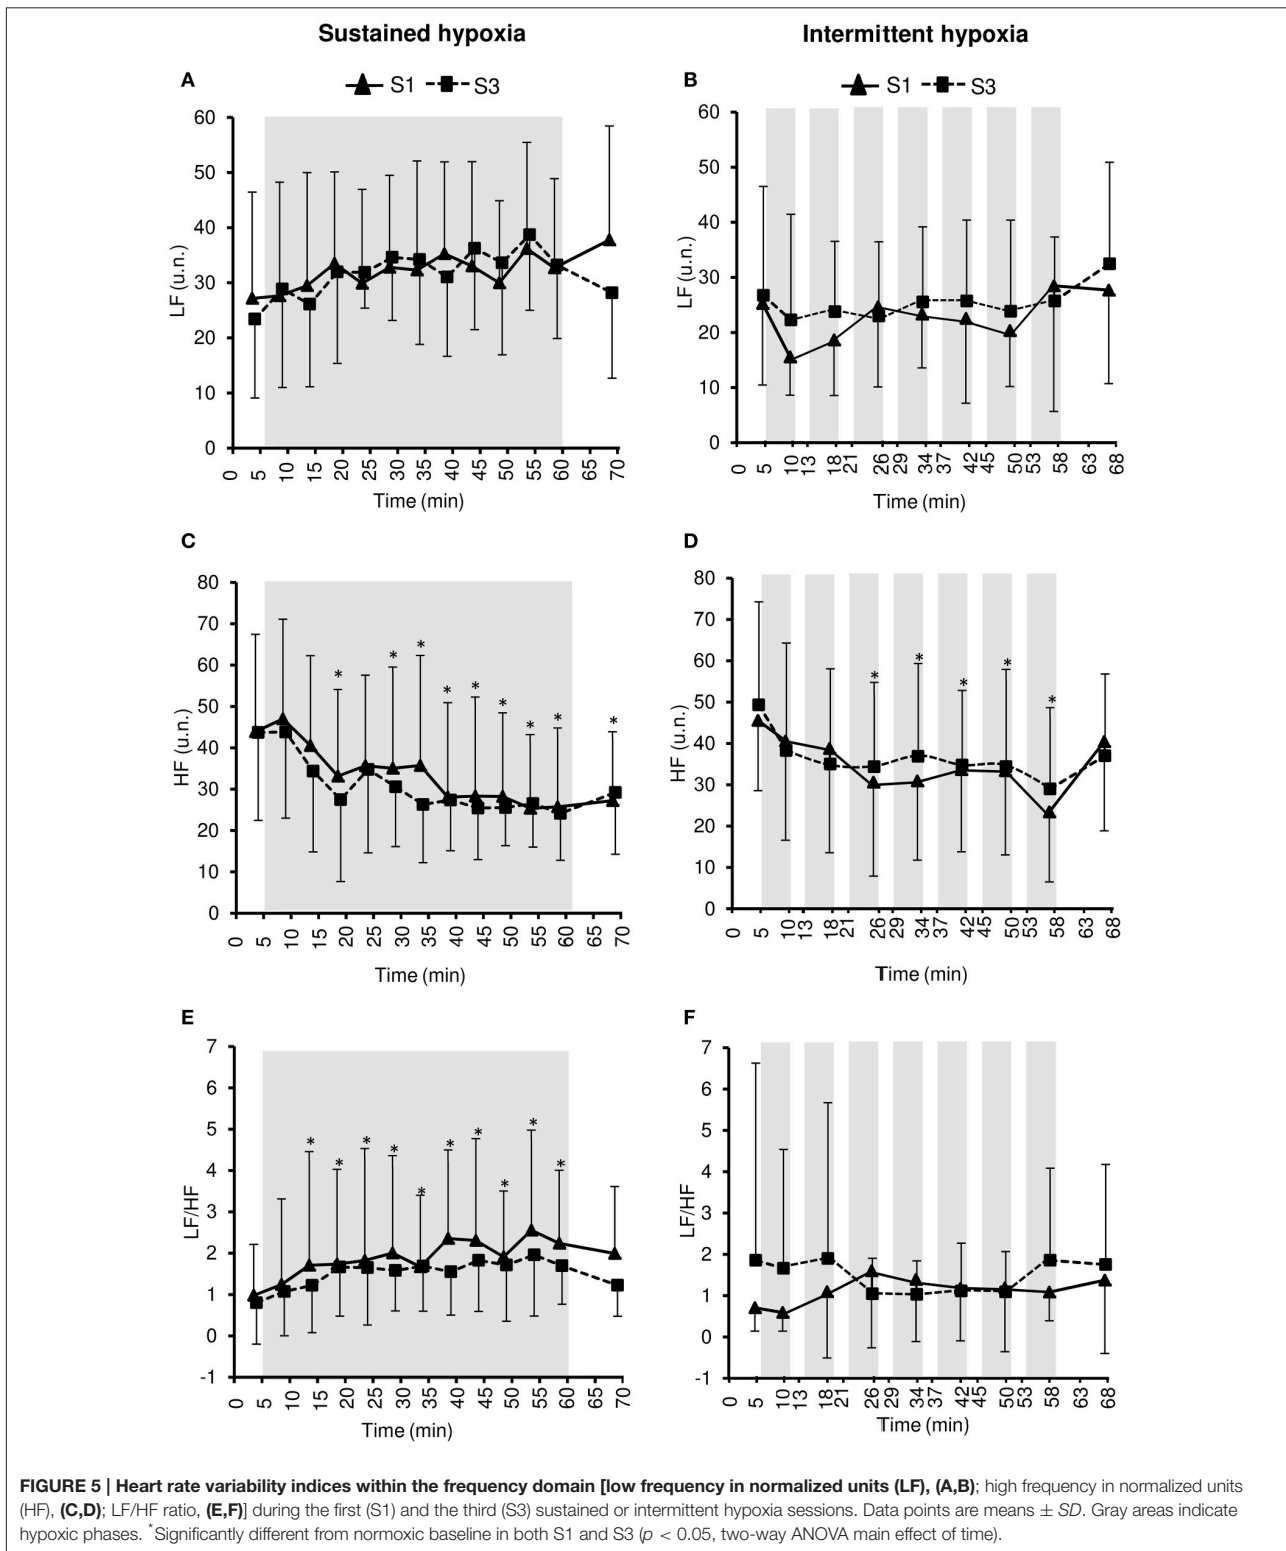 Sustained hypoxia
Intermittent hypoxia
A
S1 S3
LF (u.n.)
60
50
40
30
20
10
0
0 5 10 15 20 25 30 35 40 45 50 55 60 65 70
Time (min)
B
S1 S3
LF (u.n.)
60
50
40
30
20
10
0
0 5 10 13 18 21 26 29 34 37 42 45 50 53 58 63 68
Time (min)
C
HF (u.n.)
80
70
60
50
40
30
20
10
0
* * * * * * * * *
0 5 10 15 20 25 30 35 40 45 50 55 60 65 70
Time (min)
D
HF (u.n.)
80
70
60
50
40
30
20
10
0
* * * * *
0 5 10 13 18 21 26 29 34 37 42 45 50 53 58 63 68
Time (min)
E
LF/HF
7
6
5
4
3
2
1
0
-1
* * * * * * * * * *
0 5 10 15 20 25 30 35 40 45 50 55 60 65 70
Time (min)
F
LF/HF
7
6
5
4
3
2
1
0
-1
0 5 10 13 18 21 26 29 34 37 42 45 50 53 58 63 68
Time (min)
FIGURE 5 | Heart rate variability indices within the frequency domain [low frequency in normalized units (LF), (A,B); high frequency in normalized units
(HF), (C,D); LF/HF ratio, (E,F)] during the first (S1) and the third (S3) sustained or intermittent hypoxia sessions. Data points are means ± SD. Gray areas indicate
hypoxic phases. *Significantly different from normoxic baseline in both S1 and S3 (p < 0.05, two-way ANOVA main effect of time).